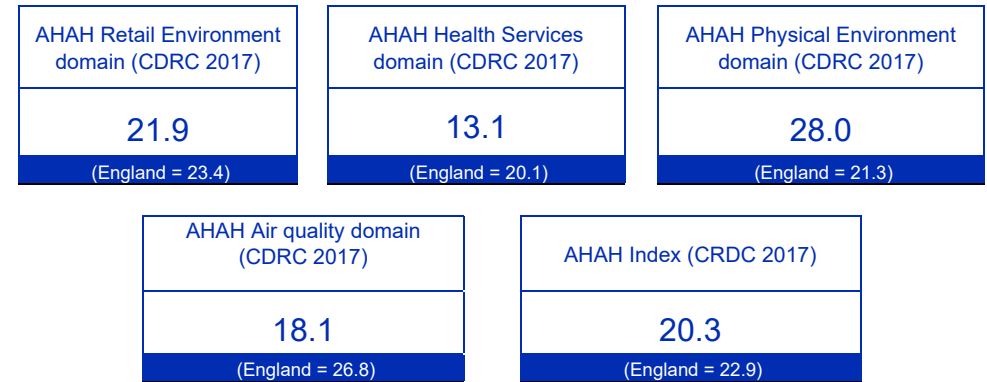 AHAH Retail Environment
domain (CDRC 2017)
21.9
(England = 23.4)
AHAH Health Services
domain (CDRC 2017)
13.1
(England = 20.1)
AHAH Physical Environment
domain (CDRC 2017)
28.0
(England = 21.3)
AHAH Air quality domain
(CDRC 2017)
18.1
(England = 26.8)
AHAH Index (CRDC 2017)
20.3
(England = 22.9)